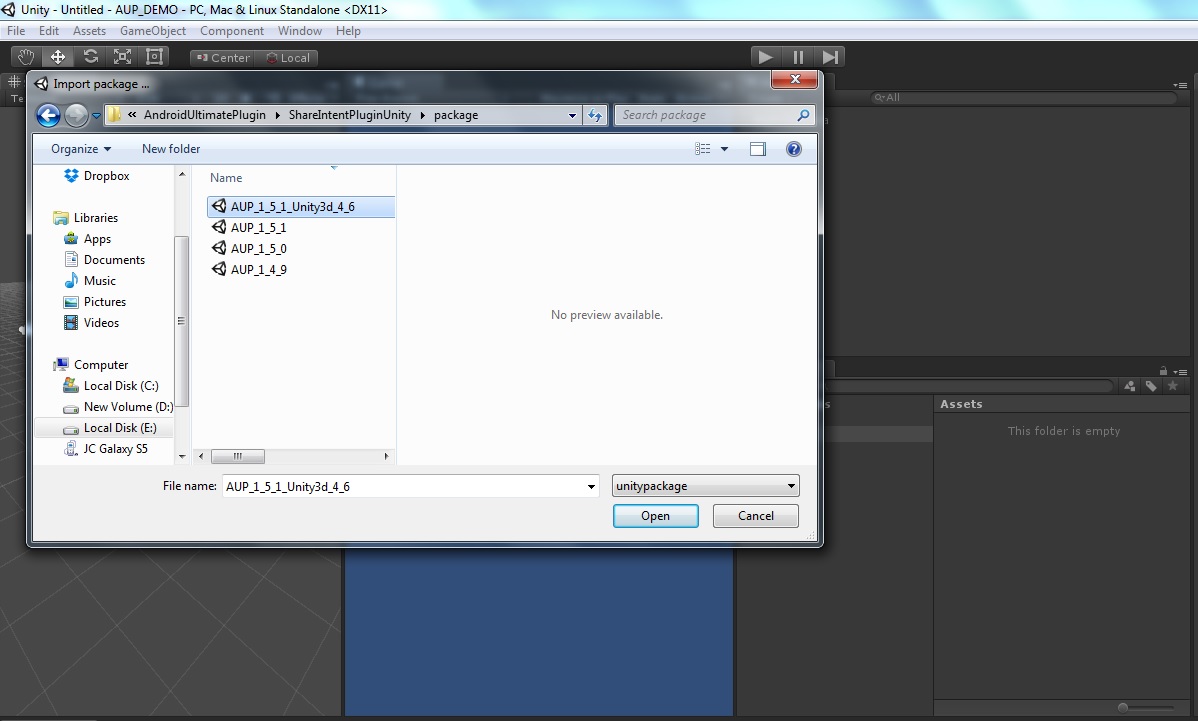 Unity - Untitled - AUP_DEMO - PC, Mac & Linux Standalone <DX11>
File Edit Assets GameObject Component Window Help
Center Local
Import package ...
« AndroidUltimatePlugin ShareIntentPluginUnity package Search package
All
Te
Organize New folder
Name
Dropbox
Libraries
Apps
Documents
Music
Pictures
Videos
Computer
Local Disk (C:)
New Volume (D:)
Local Disk (E:)
JC Galaxy S5
AUP_1_5_1_Unity3d_4_6
AUP_1_5_1
AUP_1_5_0
AUP_1_4_9
No preview available.
File name: AUP_1_5_1_Unity3d_4_6 unitypackage
Open Cancel
Assets
This folder is empty